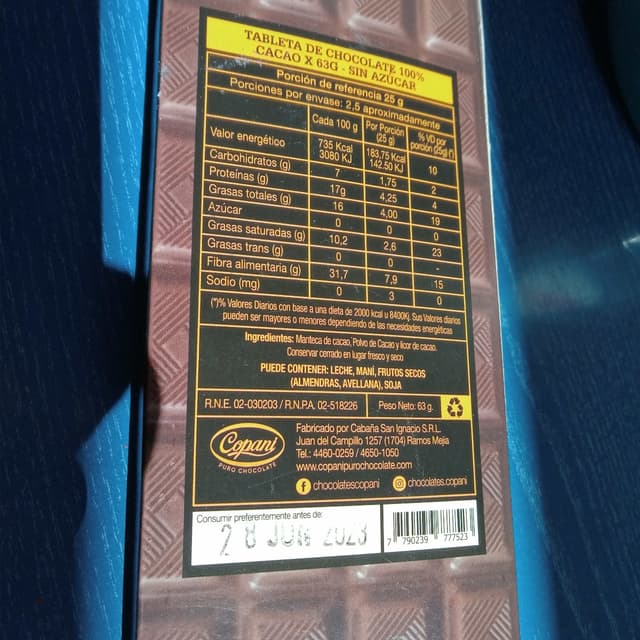 TABLETA DE CHOCOLATE 100%
CACAO X 63G - SIN AZÚCAR
Porción de referencia 25 g
Porciones por envase: 2,5 aproximadamente
Cada 100 g Por Porción (25 g) % VD por porción (25g) (*)
Valor energético 735 Kcal 3080 KJ 183,75 Kcal 142.50 KJ 10
Carbohidratos (g) 7 1,75 2
Proteínas (g) 17g 4,25 4
Grasas totales (g) 16 4,00 19
Azúcar 0 0 0
Grasas saturadas (g) 10,2 2,6 23
Grasas trans (g) 0 0 -
Fibra alimentaria (g) 31,7 7,9 15
Sodio (mg) 0 3 0
(*)% Valores Diarios con base a una dieta de 2000 kcal u 8400Kj. Sus Valores diarios
pueden ser mayores o menores dependiendo de las necesidades energéticas
Ingredientes: Manteca de cacao, Polvo de Cacao y licor de cacao.
Conservar cerrado en lugar fresco y seco
PUEDE CONTENER: LECHE, MANÍ, FRUTOS SECOS
(ALMENDRAS, AVELLANA), SOJA
R.N.E. 02-030203 / R.N.P.A. 02-518226 Peso Neto: 63 g.
Copani
PURO CHOCOLATE
Fabricado por Cabaña San Ignacio S.R.L.
Juan del Campillo 1257 (1704) Ramos Mejia
Tel.: 4460-0259 / 4650-1050
www.copanipurochocolate.com
chocolatescopani chocolates.copani
Consumir preferentemente antes de:
28 JUN 2023
7 790239 777523